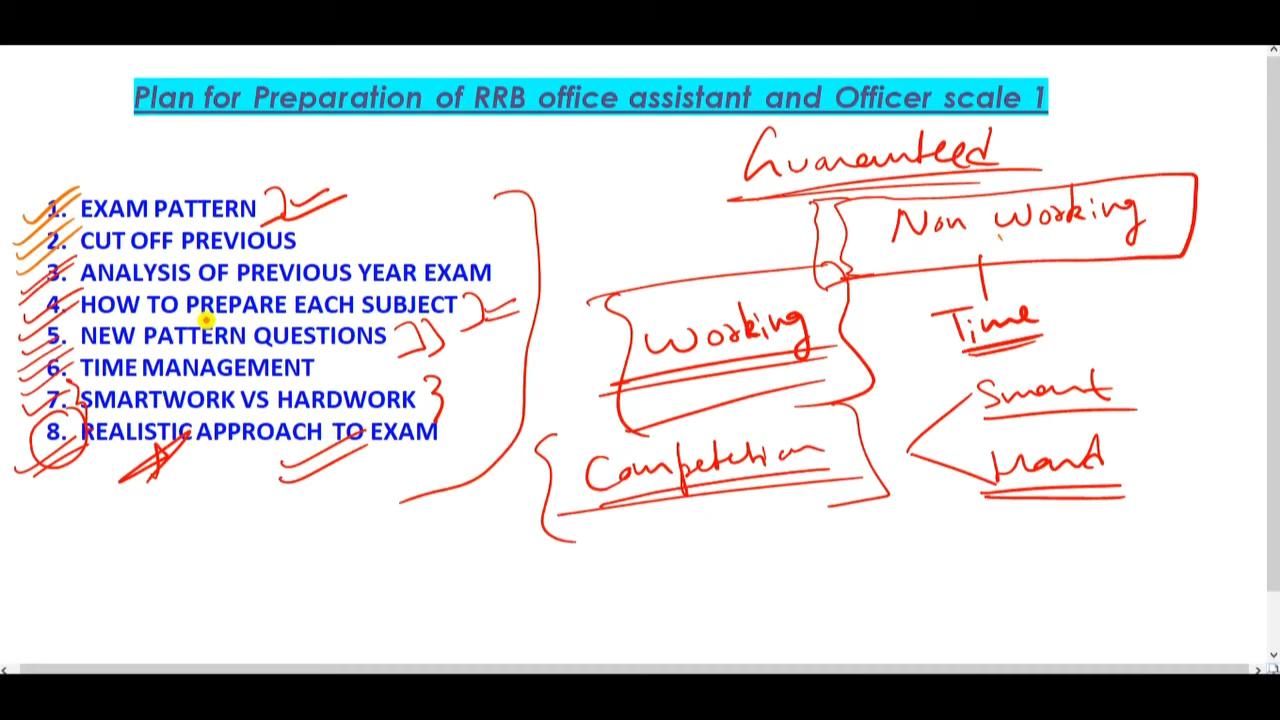 Plan for Preparation of RRB office assistant and Officer scale 1
1. EXAM PATTERN
2. CUT OFF PREVIOUS
3. ANALYSIS OF PREVIOUS YEAR EXAM
4. HOW TO PREPARE EACH SUBJECT
5. NEW PATTERN QUESTIONS
6. TIME MANAGEMENT
7. SMARTWORK VS HARDWORK
8. REALISTIC APPROACH TO EXAM
Guaranteed
Non Working
Working
Time
Smart
Competetion
Hard